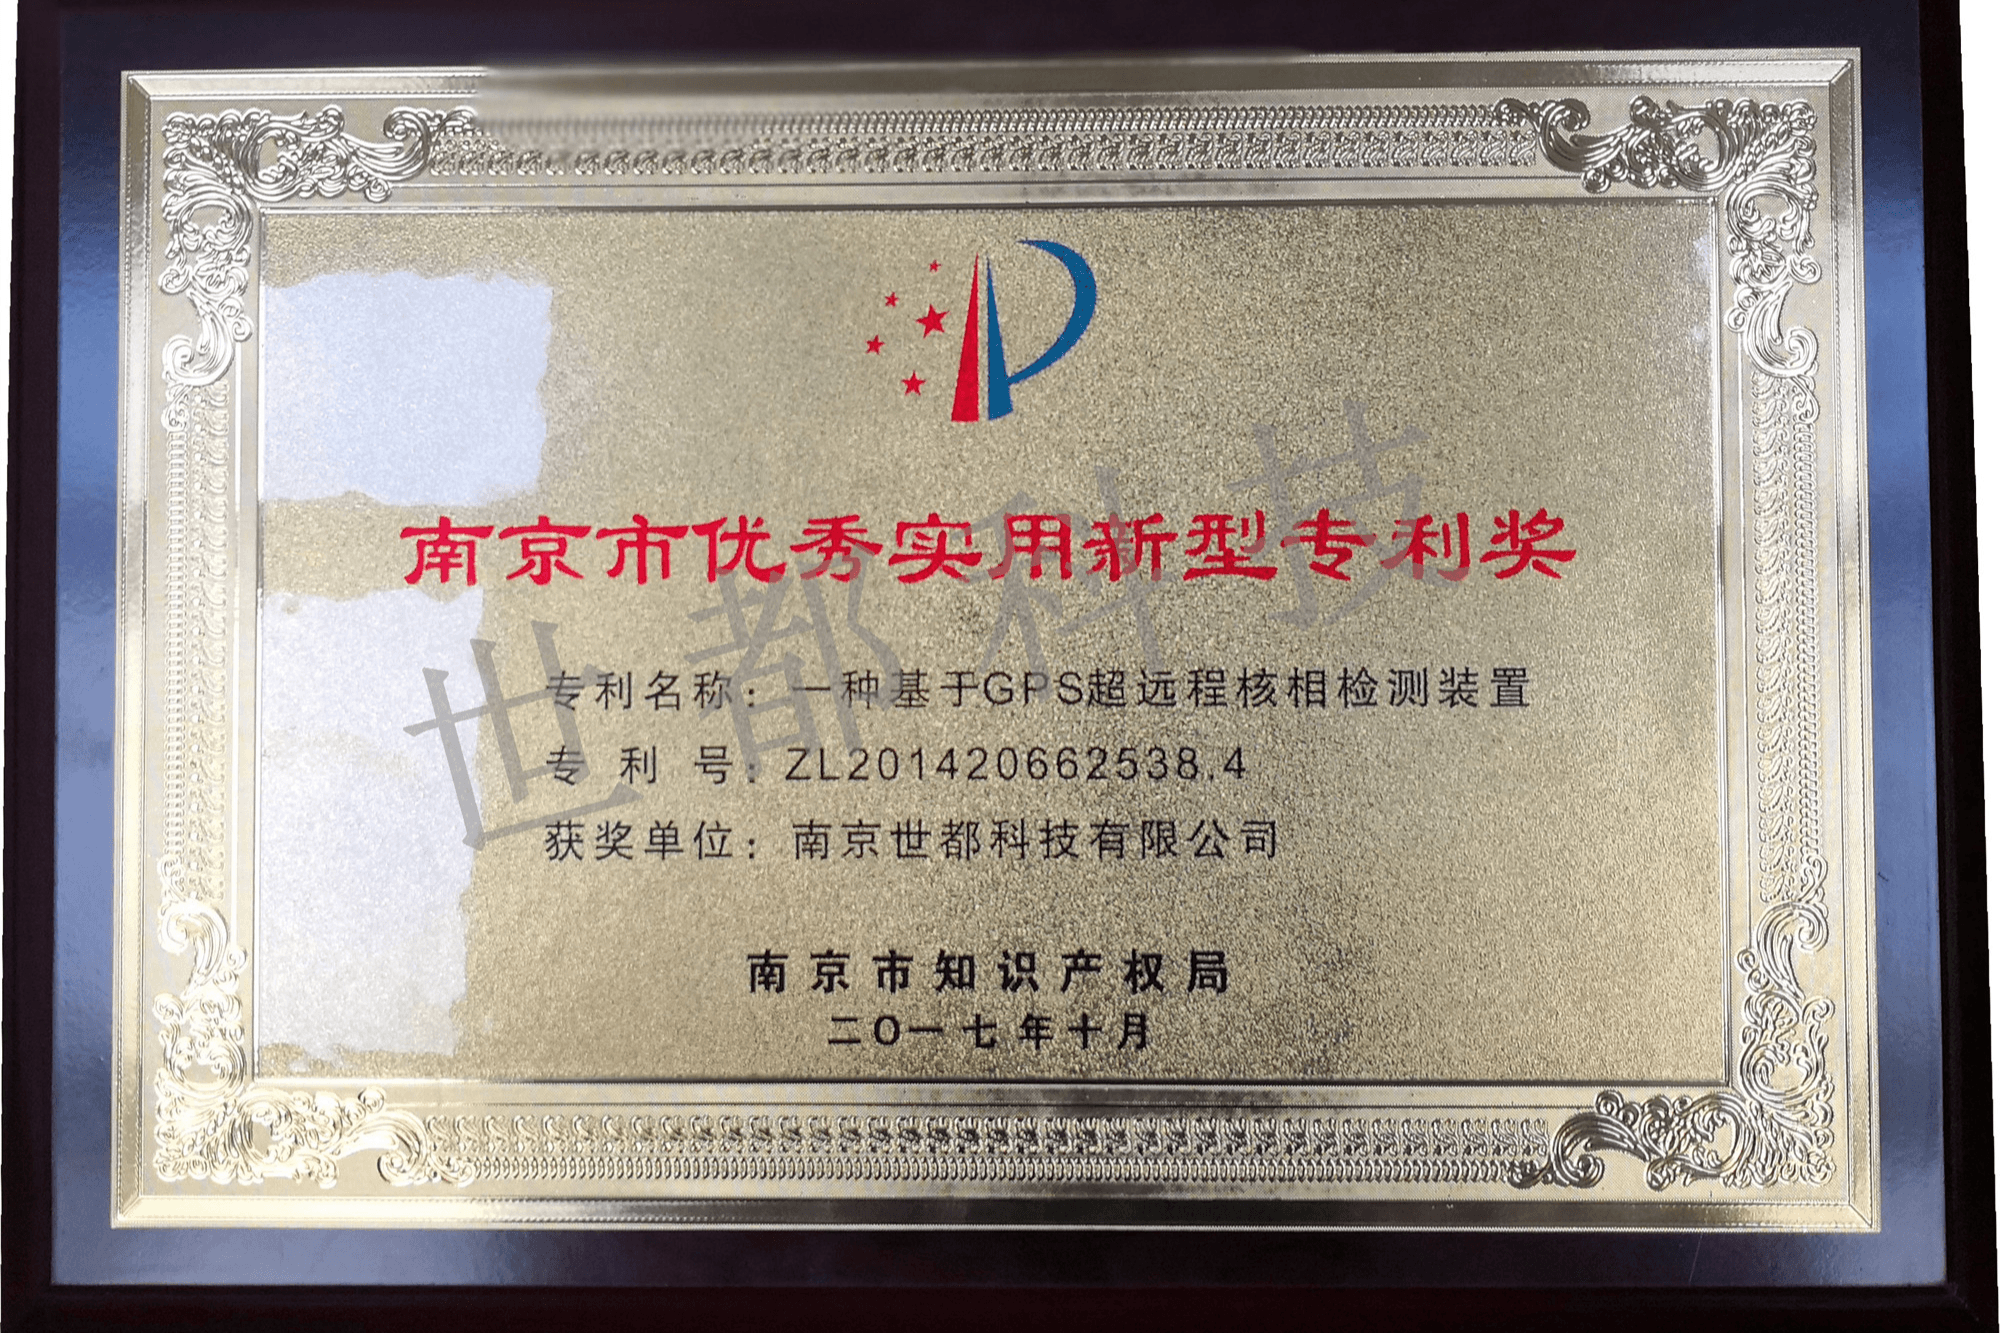 南京市优秀实用新型专利奖
世都科技
专利名称：一种基于GPS超远程核相检测装置
专利号：ZL201420662538.4
获奖单位：南京世都科技有限公司
南京市知识产权局
二〇一七年十月